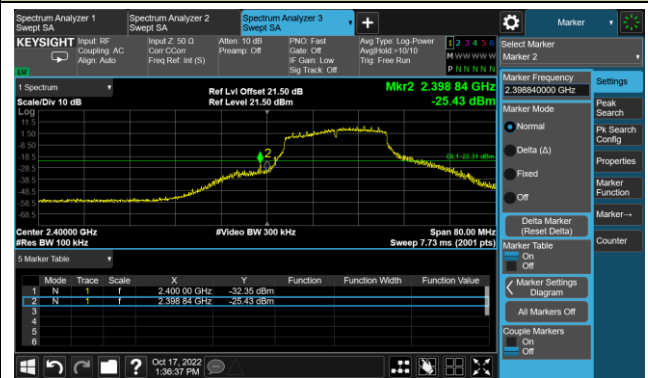 Spectrum Analyzer 1
Swept SA
Spectrum Analyzer 2
Swept SA
Spectrum Analyzer 3
Swept SA
Marker
KEYSIGHT
Input: RF
Coupling: AC
Align: Auto
Input Z: 50 Ω
Corr CCorr
Freq Ref: Int (S)
Atten: 10 dB
Preamp: Off
PNO: Fast
Gate: Off
IF Gain: Low
Sig Track: Off
Avg Type: Log-Power
Avg|Hold >10/10
Trig: Free Run
1 2 3 4 5 6
M W W W W W
P N N N N N
Select Marker
Marker 2
Marker Frequency
2.398840000 GHz
Marker Mode
Normal
Delta (Δ)
Fixed
Off
Delta Marker
(Reset Delta)
Marker Table
On
Off
Marker Settings
Diagram
All Markers Off
Couple Markers
On
Off
Settings
Peak
Search
Pk Search
Config
Properties
Marker
Function
Marker→
Counter
1 Spectrum
Scale/Div 10 dB
Ref Lvl Offset 21.50 dB
Ref Level 21.50 dBm
Mkr2 2.398 84 GHz
-25.43 dBm
Log
11.5
1.50
-8.50
-18.5
-28.5
-38.5
-48.5
-58.5
-68.5
2
DL1 -22.31 dBm
Center 2.40000 GHz
#Res BW 100 kHz
#Video BW 300 kHz
Span 80.00 MHz
Sweep 7.73 ms (2001 pts)
5 Marker Table
Mode Trace Scale X Y Function Function Width Function Value
1 N 1 f 2.400 00 GHz -32.35 dBm
2 N 1 f 2.398 84 GHz -25.43 dBm
3
4
5
6
Oct 17, 2022
1:36:37 PM